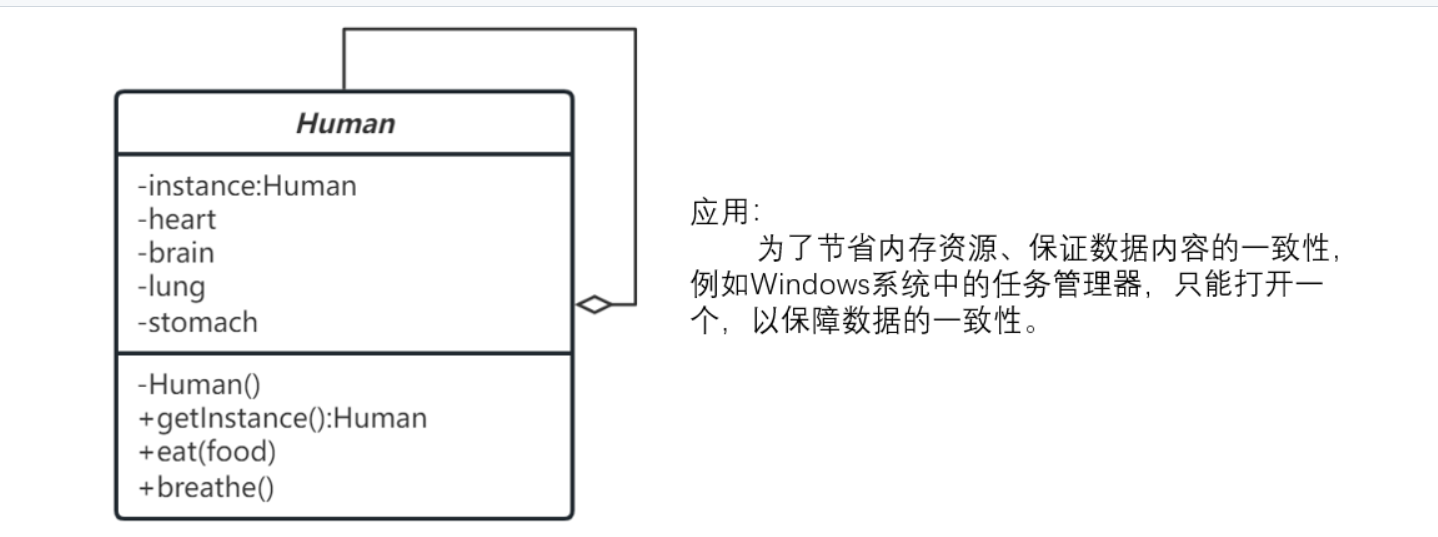 Human
-instance:Human
-heart
-brain
-lung
-stomach
-Human()
+getInstance():Human
+eat(food)
+breathe()
应用：
为了节省内存资源、保证数据内容的一致性，
例如Windows系统中的任务管理器，只能打开一
个，以保障数据的一致性。